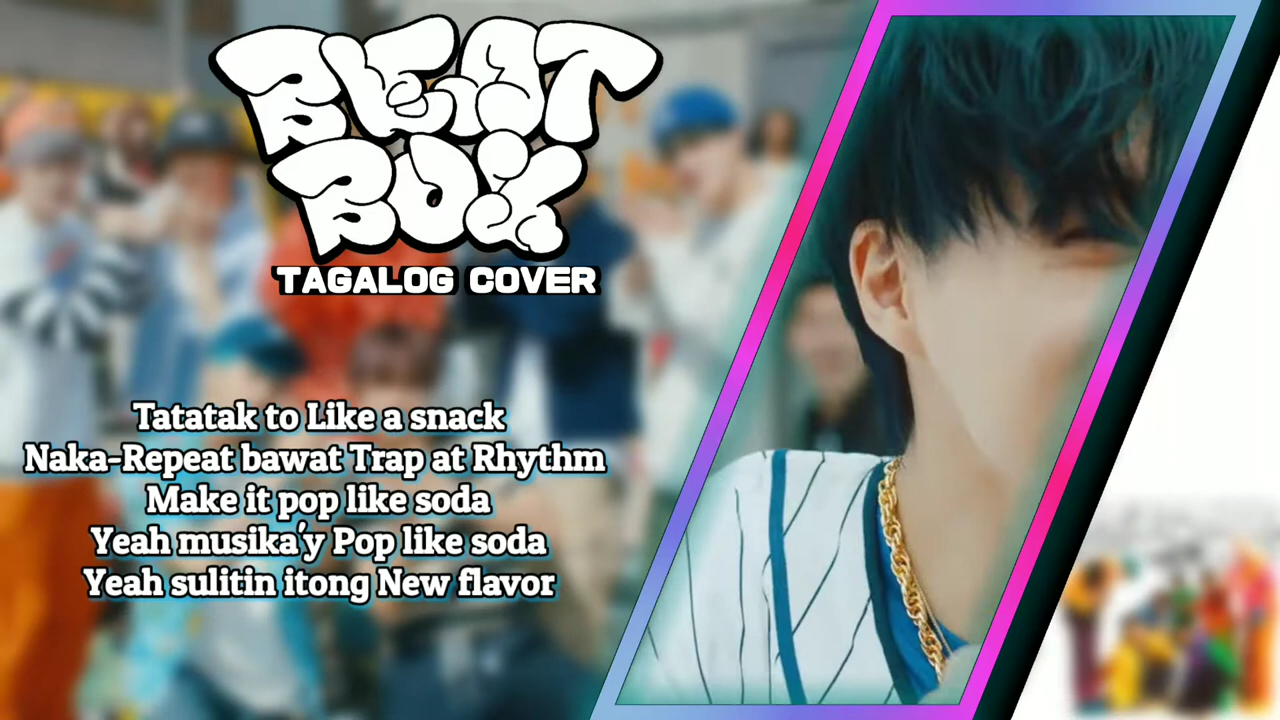 BEAT
BOX
TAGALOG COVER
Tatatak to Like a snack
Naka-Repeat bawat Trap at Rhythm
Make it pop like soda
Yeah musika'y Pop like soda
Yeah sulitin itong New flavor